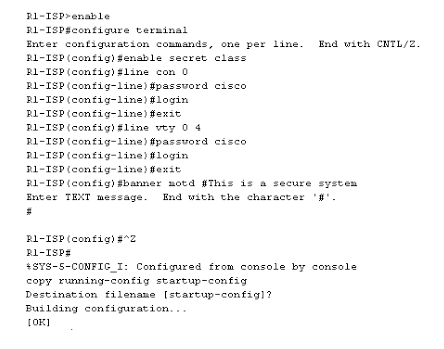 R1-ISP>enable
R1-ISP#configure terminal
Enter configuration commands, one per line.  End with CNTL/Z.
R1-ISP(config)#enable secret class
R1-ISP(config)#line con 0
R1-ISP(config-line)#password cisco
R1-ISP(config-line)#login
R1-ISP(config-line)#exit
R1-ISP(config)#line vty 0 4
R1-ISP(config-line)#password cisco
R1-ISP(config-line)#login
R1-ISP(config-line)#exit
R1-ISP(config)#banner motd #This is a secure system
Enter TEXT message.  End with the character '#'.
#
R1-ISP(config)#^Z
R1-ISP#
%SYS-5-CONFIG_I: Configured from console by console
copy running-config startup-config
Destination filename [startup-config]?
Building configuration...
[OK]